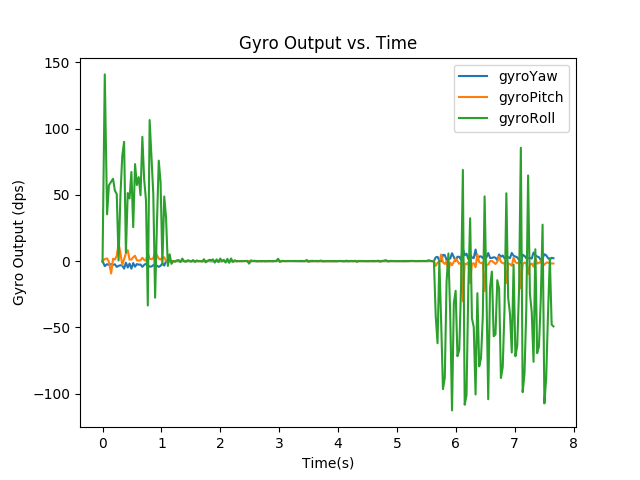 Gyro Output vs. Time
gyroYaw
gyroPitch
gyroRoll
Gyro Output (dps)
150
100
50
0
−50
−100
0 1 2 3 4 5 6 7 8
Time(s)